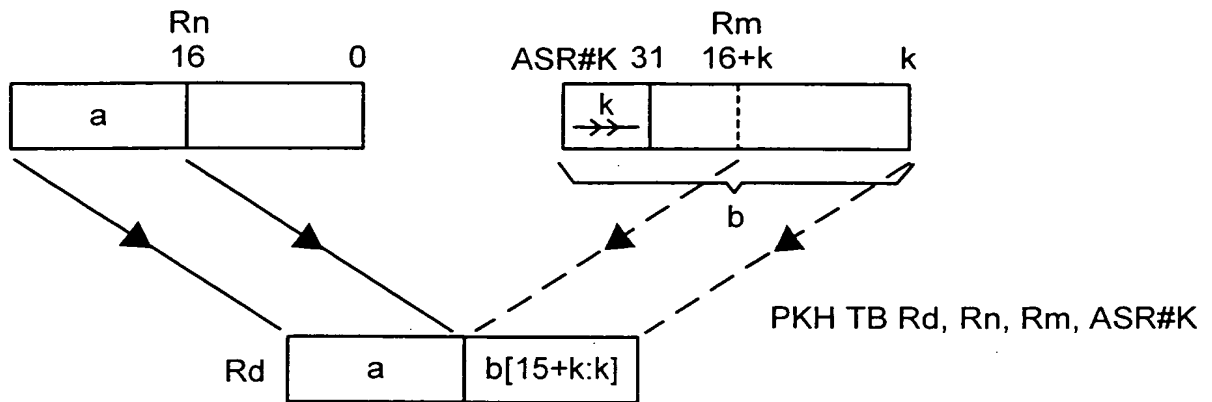 Rn
16 0
Rm
ASR#K 31 16+k k
a
k
b
PKH TB Rd, Rn, Rm, ASR#K
Rd a b[15+k:k]